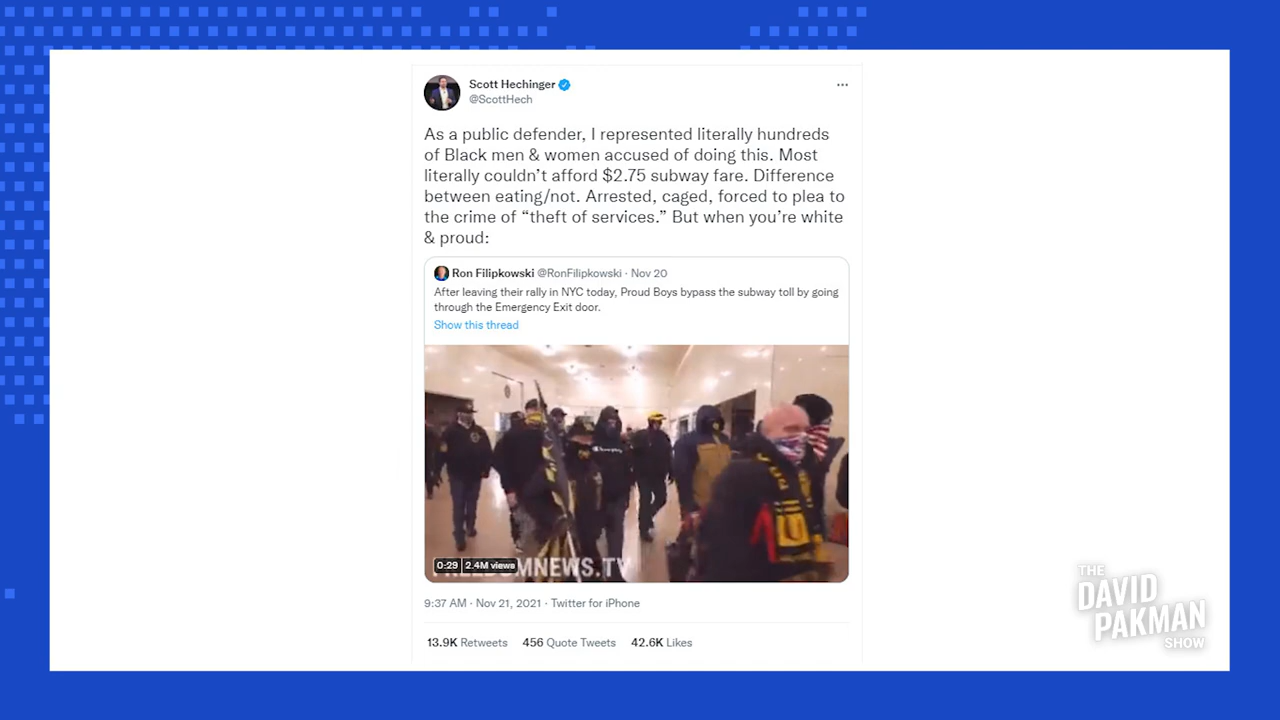 Scott Hechinger
@ScottHech
As a public defender, I represented literally hundreds
of Black men & women accused of doing this. Most
literally couldn’t afford $2.75 subway fare. Difference
between eating/not. Arrested, caged, forced to plea to
the crime of “theft of services.” But when you’re white
& proud:
Ron Filipkowski @RonFilipkowski · Nov 20
After leaving their rally in NYC today, Proud Boys bypass the subway toll by going
through the Emergency Exit door.
Show this thread
0:29 2.4M views
MNEWS.TV
9:37 AM · Nov 21, 2021 · Twitter for iPhone
13.9K Retweets 456 Quote Tweets 42.6K Likes
THE
DAVID
PAKMAN
SHOW